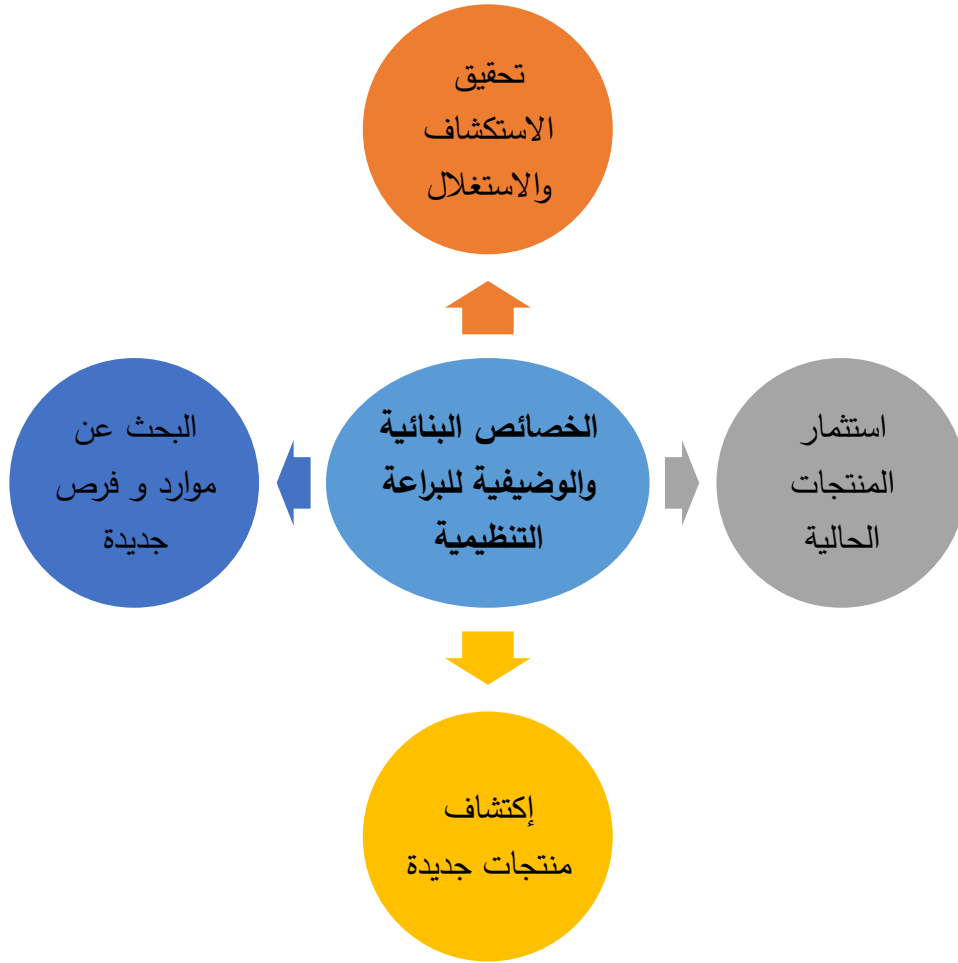 تحقيق
الاستكشاف
والاستغلال
الخصائص البنائية
والوضيفية للبراعة
التنظيمية
استثمار
المنتجات
الحالية
البحث عن
موارد و فرص
جديدة
إكتشاف
منتجات جديدة